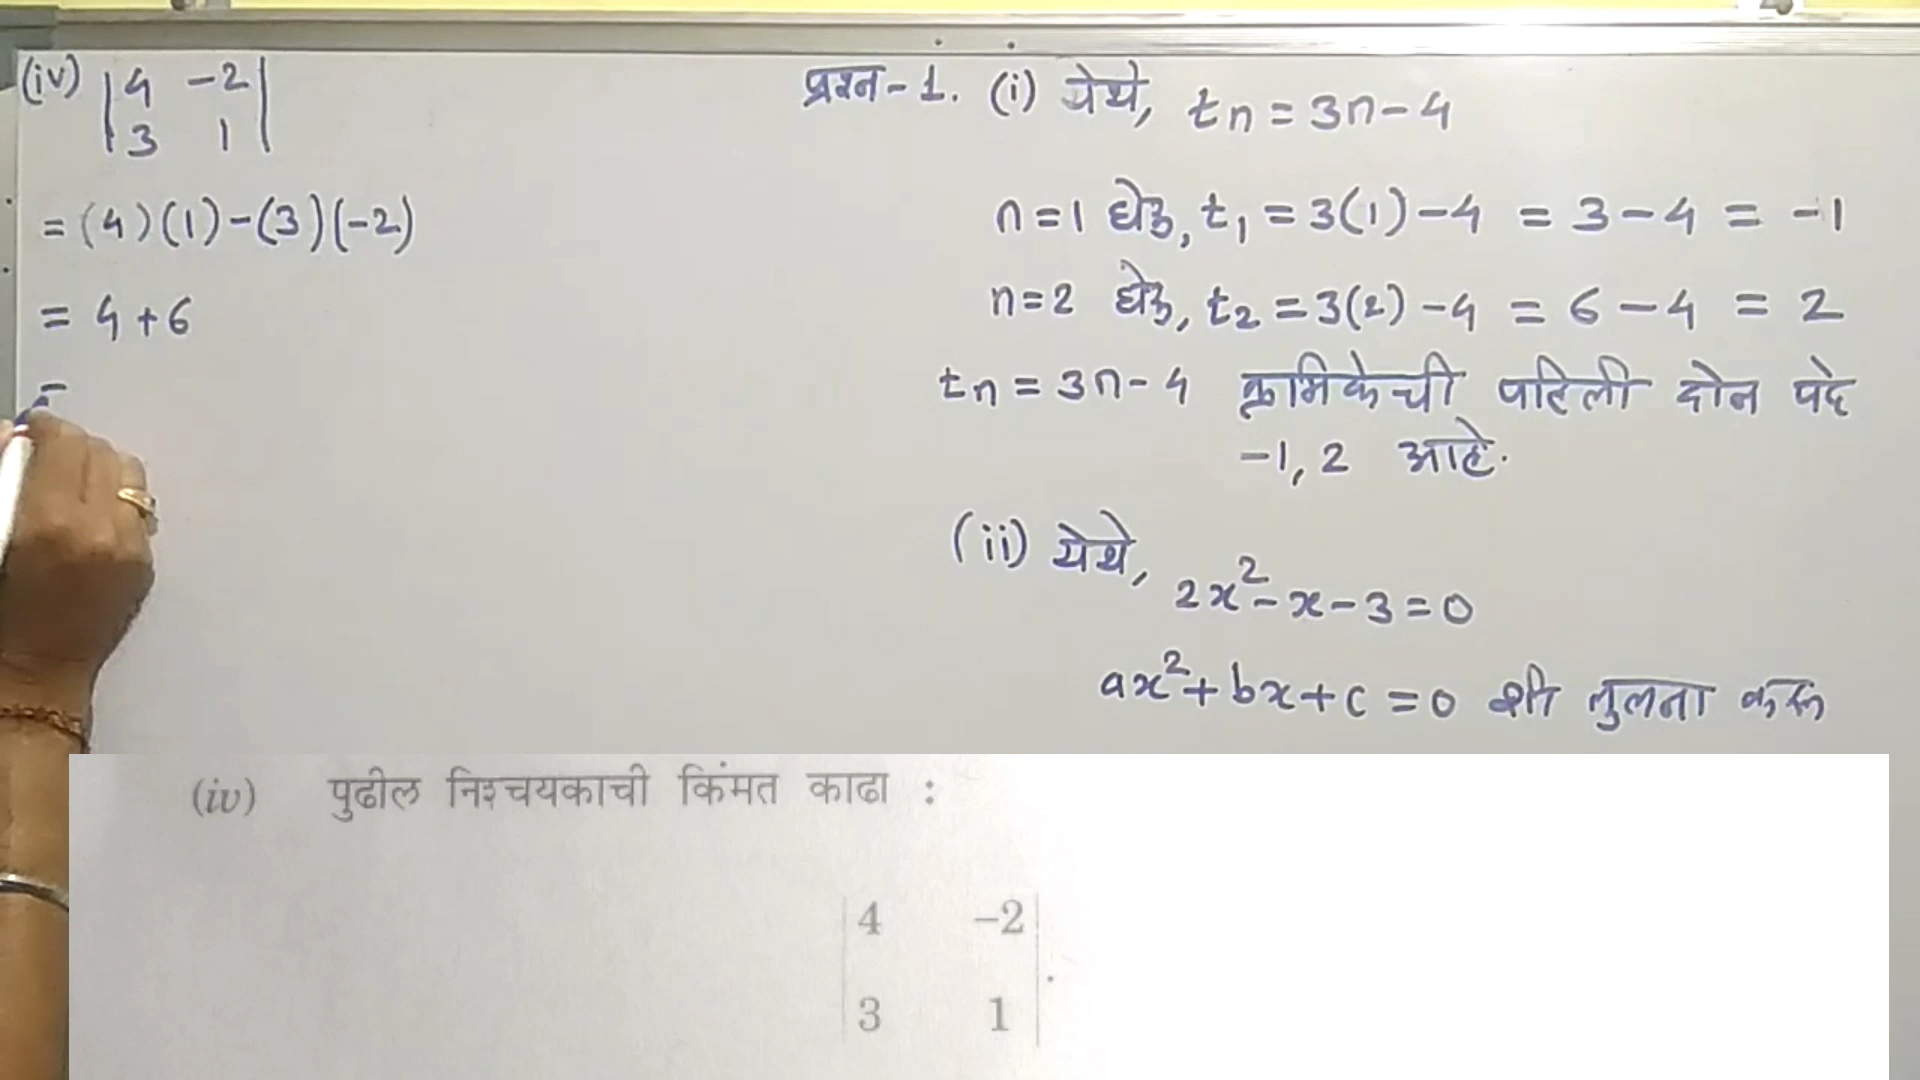 (iv) |4 -2|
|3 1|
= (4)(1)-(3)(-2)
= 4+6
प्रश्न-1. (i) येथे, tn = 3n-4
n=1 घेऊ, t1 = 3(1)-4 = 3-4 = -1
n=2 घेऊ, t2 = 3(2)-4 = 6-4 = 2
tn = 3n-4 क्रमिकेची पहिली दोन पदे
-1, 2 आहे.
(ii) येथे,
2x²-x-3=0
ax²+bx+c=0 शी तुलना करू
(iv) पुढील निश्चयकाची किंमत काढा :
|4 -2|
|3 1|.